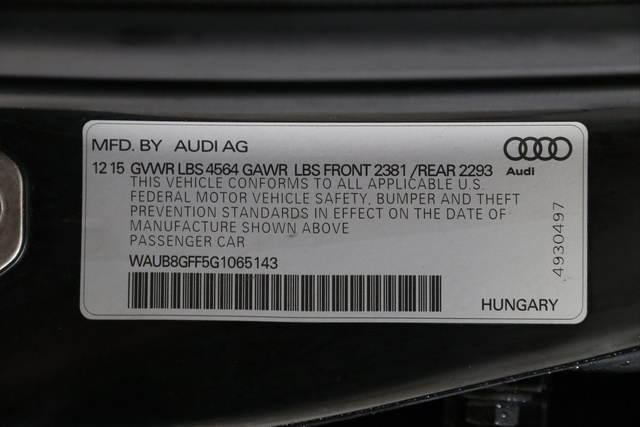 MFD. BY AUDI AG
Audi
12 15 GVWR LBS 4564 GAWR LBS FRONT 2381 /REAR 2293
THIS VEHICLE CONFORMS TO ALL APPLICABLE U.S.
FEDERAL MOTOR VEHICLE SAFETY, BUMPER AND THEFT
PREVENTION STANDARDS IN EFFECT ON THE DATE OF
MANUFACTURE SHOWN ABOVE
PASSENGER CAR
WAUB8GFF5G1065143
4930497
HUNGARY